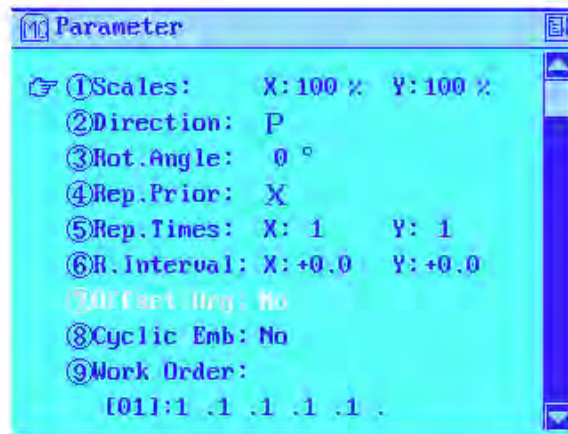 Parameter
①Scales: X:100 % Y:100 %
②Direction: P
③Rot.Angle: 0 °
④Rep.Prior: X
⑤Rep.Times: X: 1 Y: 1
⑥R.Interval: X:+0.0 Y:+0.0
⑦Offset Org: No
⑧Cyclic Emb: No
⑨Work Order:
[01]:1 .1 .1 .1 .1 .